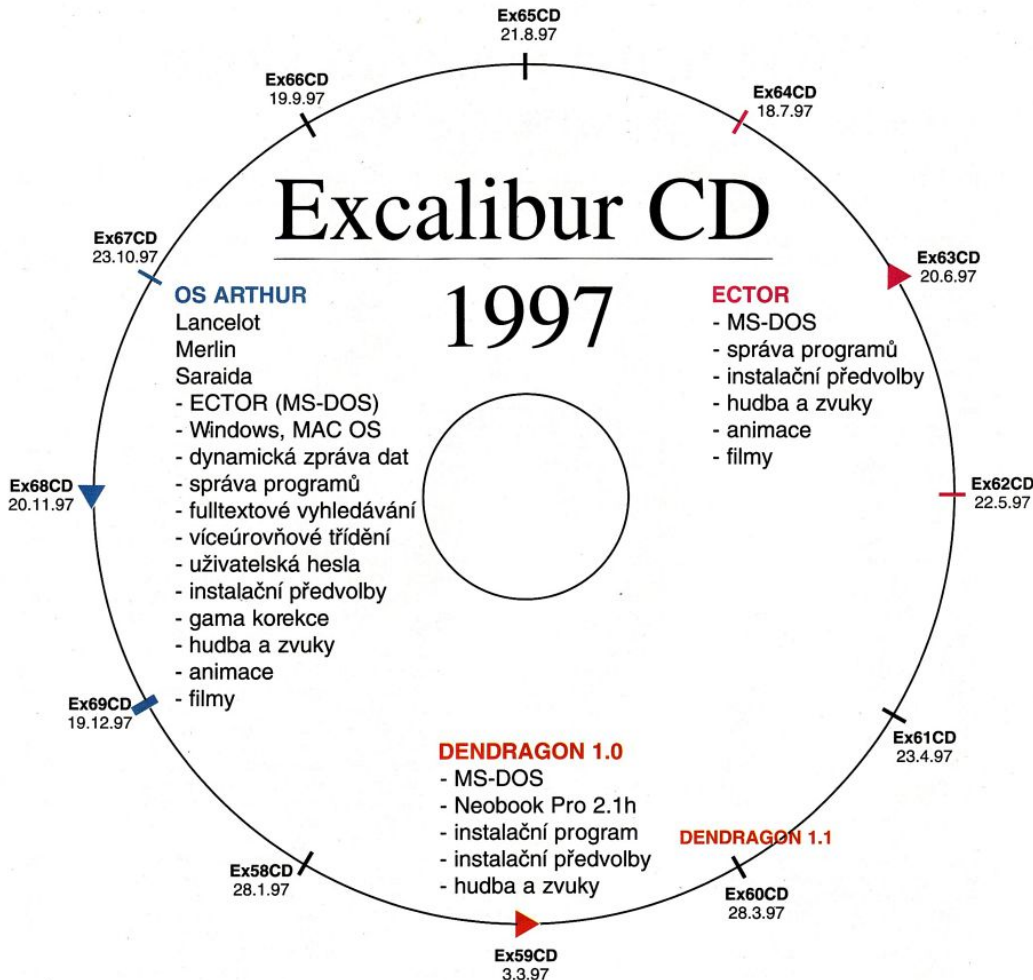 Ex65CD
21.8.97
Ex66CD
19.9.97
Ex64CD
18.7.97
Excalibur CD
1997
Ex67CD
23.10.97
Ex63CD
20.6.97
OS ARTHUR
Lancelot
Merlin
Saraida
- ECTOR (MS-DOS)
- Windows, MAC OS
- dynamická zpráva dat
- správa programů
- fulltextové vyhledávání
- víceúrovňové třídění
- uživatelská hesla
- instalační předvolby
- gama korekce
- hudba a zvuky
- animace
- filmy
ECTOR
- MS-DOS
- správa programů
- instalační předvolby
- hudba a zvuky
- animace
- filmy
Ex68CD
20.11.97
Ex62CD
22.5.97
Ex69CD
19.12.97
Ex61CD
23.4.97
DENDRAGON 1.0
- MS-DOS
- Neobook Pro 2.1h
- instalační program
- instalační předvolby
- hudba a zvuky
DENDRAGON 1.1
Ex58CD
28.1.97
Ex60CD
28.3.97
Ex59CD
3.3.97